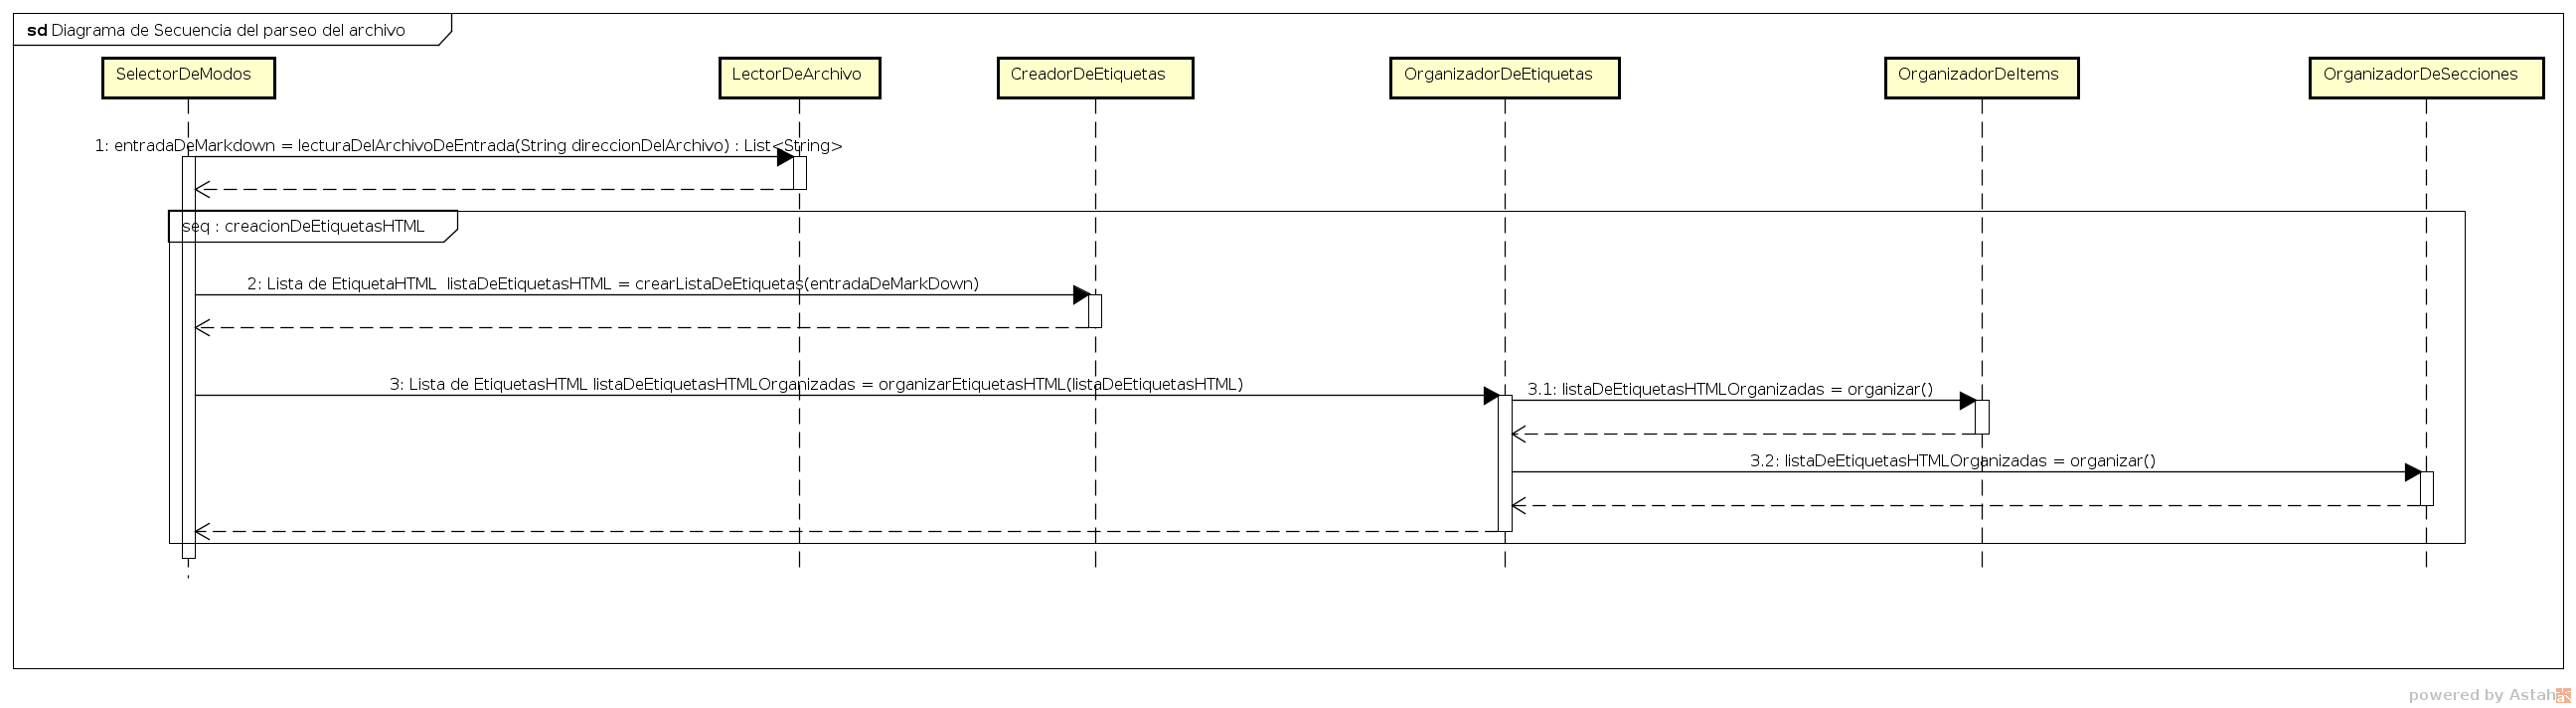 sd Diagrama de Secuencia del parseo del archivo
SelectorDeModos
LectorDeArchivo
CreadorDeEtiquetas
OrganizadorDeEtiquetas
OrganizadorDeItems
OrganizadorDeSecciones
1: entradaDeMarkdown = lecturaDelArchivoDeEntrada(String direccionDelArchivo) : List<String>
seq : creacionDeEtiquetasHTML
2: Lista de EtiquetaHTML  listaDeEtiquetasHTML = crearListaDeEtiquetas(entradaDeMarkDown)
3: Lista de EtiquetasHTML listaDeEtiquetasHTMLOrganizadas = organizarEtiquetasHTML(listaDeEtiquetasHTML)
3.1: listaDeEtiquetasHTMLOrganizadas = organizar()
3.2: listaDeEtiquetasHTMLOrganizadas = organizar()
powered by Astah